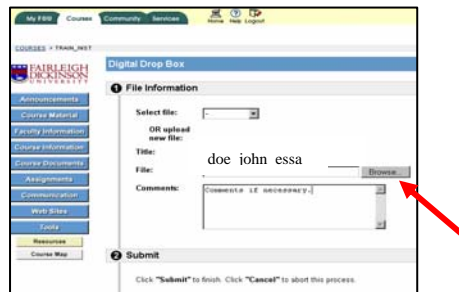 My FDU Courses Community Services Home Help Logout
COURSES > TRAIN_INST
FAIRLEIGH
DICKINSON
UNIVERSITY
Digital Drop Box
1 File Information
Announcements
Course Material
Faculty Information
Course Information
Course Documents
Assignments
Communication
Web Sites
Tools
Resources
Course Map
Select file: -
OR upload
new file:
Title:
doe john essa
File: Browse...
Comments: Comments if necessary.
2 Submit
Click "Submit" to finish. Click "Cancel" to abort this process.